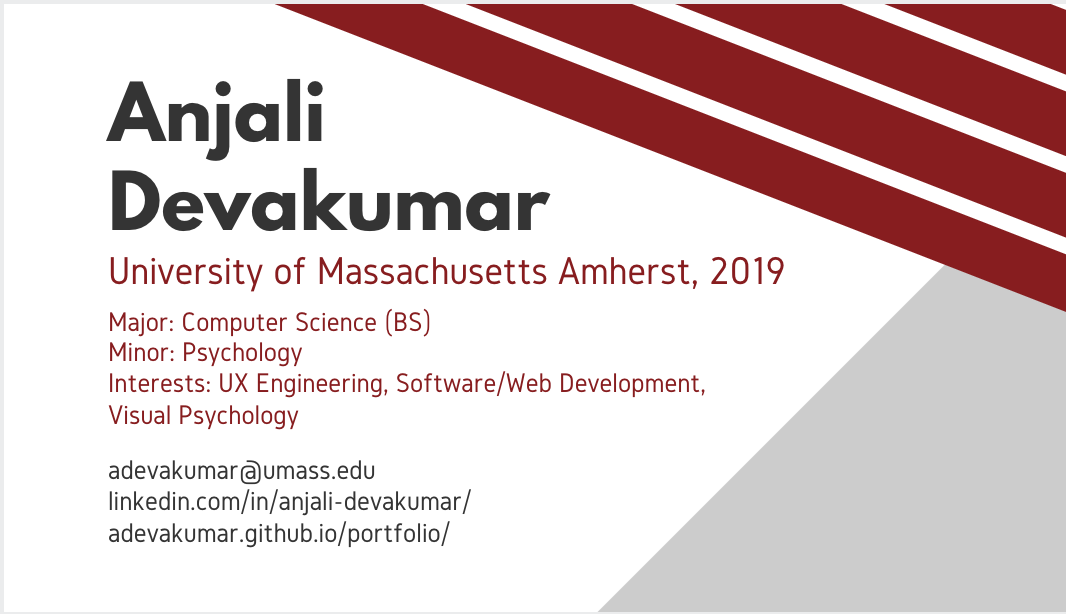 Anjali
Devakumar
University of Massachusetts Amherst, 2019
Major: Computer Science (BS)
Minor: Psychology
Interests: UX Engineering, Software/Web Development,
Visual Psychology
adevakumar@umass.edu
linkedin.com/in/anjali-devakumar/
adevakumar.github.io/portfolio/